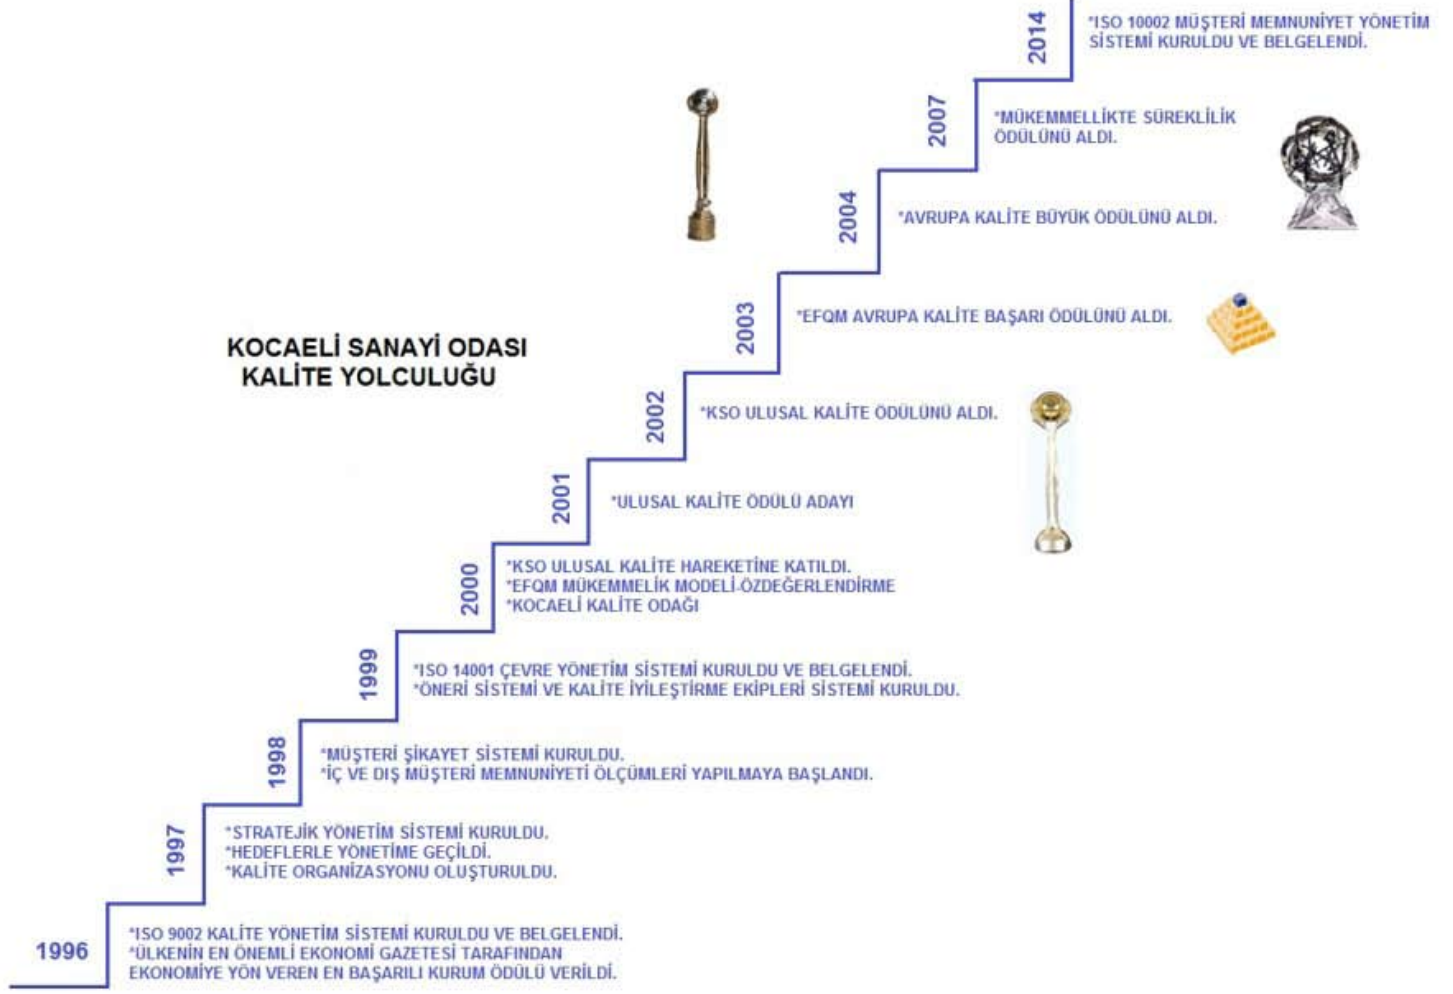 2014
*ISO 10002 MÜŞTERİ MEMNUNİYET YÖNETİM
SİSTEMİ KURULDU VE BELGELENDİ.
2007
*MÜKEMMELLİKTE SÜREKLİLİK
ÖDÜLÜNÜ ALDI.
2004
*AVRUPA KALİTE BÜYÜK ÖDÜLÜNÜ ALDI.
2003
*EFQM AVRUPA KALİTE BAŞARI ÖDÜLÜNÜ ALDI.
KOCAELİ SANAYİ ODASI
KALİTE YOLCULUĞU
2002
*KSO ULUSAL KALİTE ÖDÜLÜNÜ ALDI.
2001
*ULUSAL KALİTE ÖDÜLÜ ADAYI
2000
*KSO ULUSAL KALİTE HAREKETİNE KATILDI.
*EFQM MÜKEMMELİK MODELİ-ÖZDEĞERLENDİRME
*KOCAELİ KALİTE ODAĞI
1999
*ISO 14001 ÇEVRE YÖNETİM SİSTEMİ KURULDU VE BELGELENDİ.
*ÖNERİ SİSTEMİ VE KALİTE İYİLEŞTİRME EKİPLERİ SİSTEMİ KURULDU.
1998
*MÜŞTERİ ŞİKAYET SİSTEMİ KURULDU.
*İÇ VE DIŞ MÜŞTERİ MEMNUNİYETİ ÖLÇÜMLERİ YAPILMAYA BAŞLANDI.
1997
*STRATEJİK YÖNETİM SİSTEMİ KURULDU.
*HEDEFLERLE YÖNETİME GEÇİLDİ.
*KALİTE ORGANİZASYONU OLUŞTURULDU.
1996
*ISO 9002 KALİTE YÖNETİM SİSTEMİ KURULDU VE BELGELENDİ.
*ÜLKENİN EN ÖNEMLİ EKONOMİ GAZETESİ TARAFINDAN
EKONOMİYE YÖN VEREN EN BAŞARILI KURUM ÖDÜLÜ VERİLDİ.